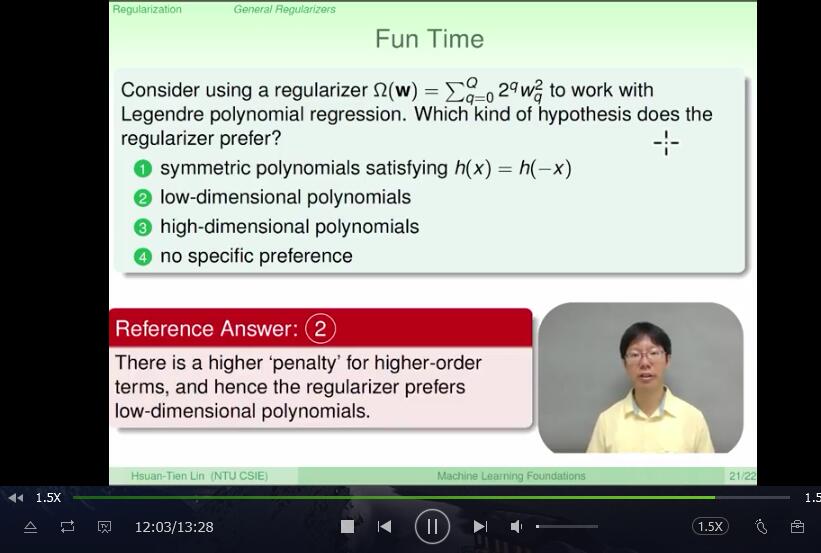 Regularization General Regularizers
Fun Time
Consider using a regularizer Ω(w) = ∑_{q=0}^{Q} 2^q w_q^2 to work with
Legendre polynomial regression. Which kind of hypothesis does the
regularizer prefer?
1 symmetric polynomials satisfying h(x) = h(−x)
2 low-dimensional polynomials
3 high-dimensional polynomials
4 no specific preference
Reference Answer: 2
There is a higher ‘penalty’ for higher-order
terms, and hence the regularizer prefers
low-dimensional polynomials.
Hsuan-Tien Lin (NTU CSIE) Machine Learning Foundations 21/22
1.5X 1.5
12:03/13:28 1.5X